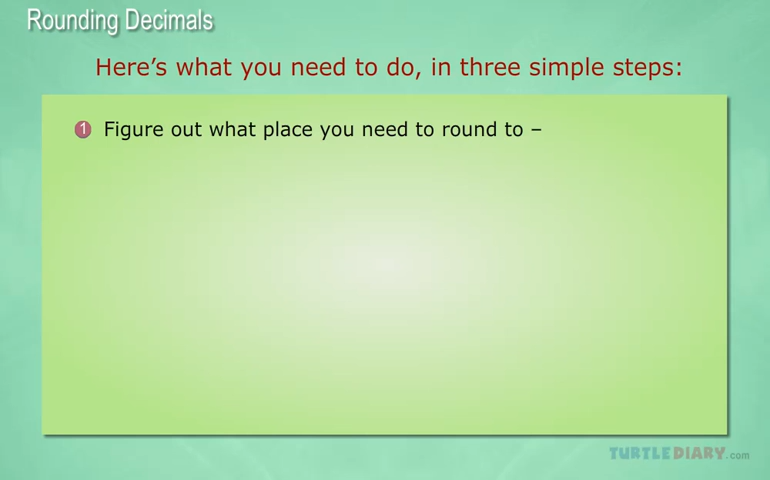 Rounding Decimals
Here's what you need to do, in three simple steps:
1 Figure out what place you need to round to –
TURTLEDIARY.com